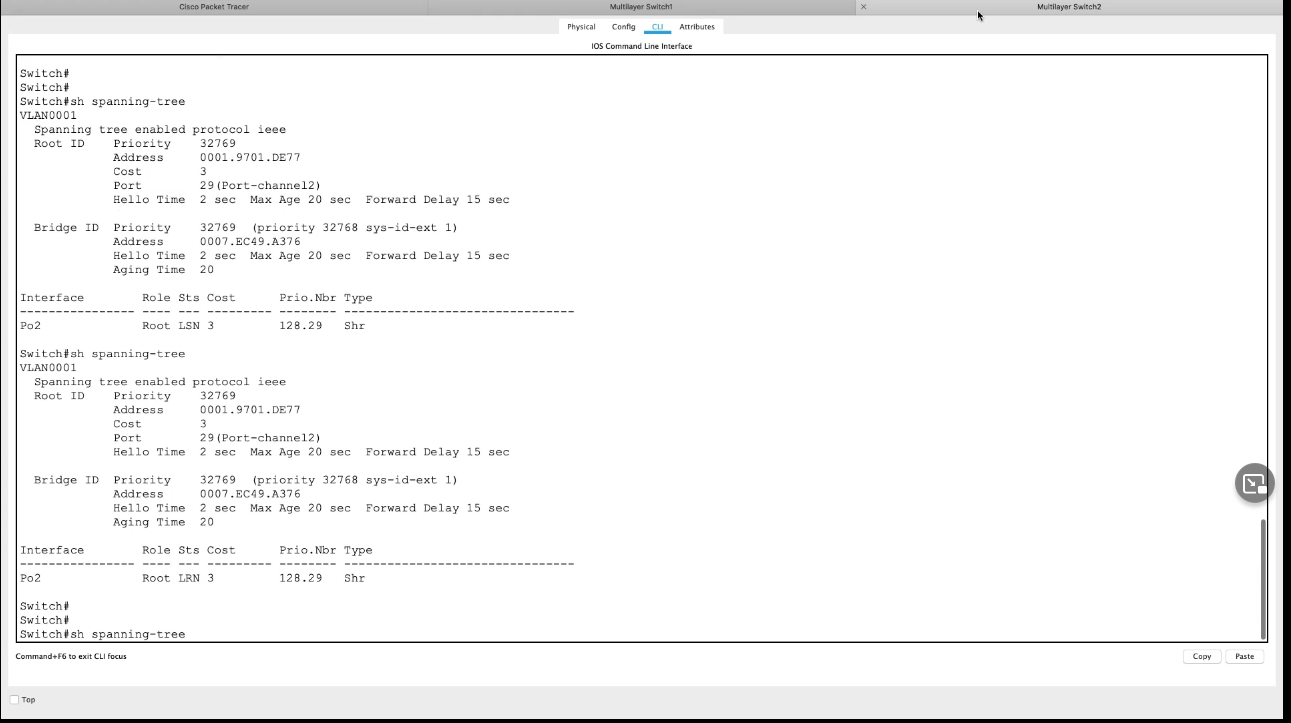 Cisco Packet Tracer
Multilayer Switch1
Multilayer Switch2
Physical Config CLI Attributes
IOS Command Line Interface
Switch#
Switch#
Switch#sh spanning-tree
VLAN0001
  Spanning tree enabled protocol ieee
  Root ID    Priority    32769
             Address     0001.9701.DE77
             Cost        3
             Port        29(Port-channel2)
             Hello Time  2 sec  Max Age 20 sec  Forward Delay 15 sec

  Bridge ID  Priority    32769  (priority 32768 sys-id-ext 1)
             Address     0007.EC49.A376
             Hello Time  2 sec  Max Age 20 sec  Forward Delay 15 sec
             Aging Time  20

Interface        Role Sts Cost      Prio.Nbr Type
---------------- ---- --- --------- -------- --------------------------------
Po2              Root LSN 3         128.29   Shr

Switch#sh spanning-tree
VLAN0001
  Spanning tree enabled protocol ieee
  Root ID    Priority    32769
             Address     0001.9701.DE77
             Cost        3
             Port        29(Port-channel2)
             Hello Time  2 sec  Max Age 20 sec  Forward Delay 15 sec

  Bridge ID  Priority    32769  (priority 32768 sys-id-ext 1)
             Address     0007.EC49.A376
             Hello Time  2 sec  Max Age 20 sec  Forward Delay 15 sec
             Aging Time  20

Interface        Role Sts Cost      Prio.Nbr Type
---------------- ---- --- --------- -------- --------------------------------
Po2              Root LRN 3         128.29   Shr

Switch#
Switch#
Switch#sh spanning-tree
Command+F6 to exit CLI focus
Copy
Paste
Top